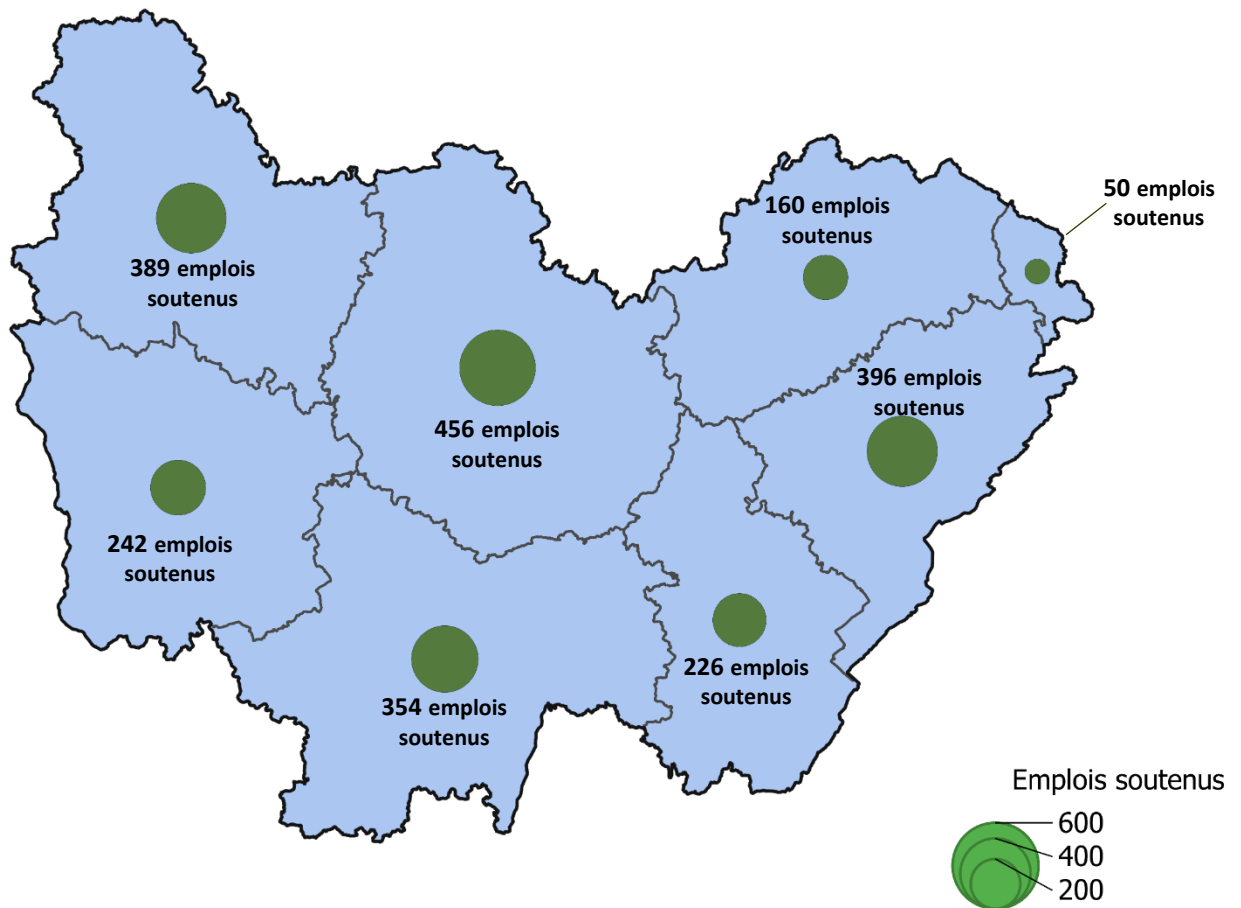 50 emplois
soutenus
160 emplois
soutenus
389 emplois
soutenus
396 emplois
soutenus
456 emplois
soutenus
242 emplois
soutenus
226 emplois
soutenus
354 emplois
soutenus
Emplois soutenus
600
400
200